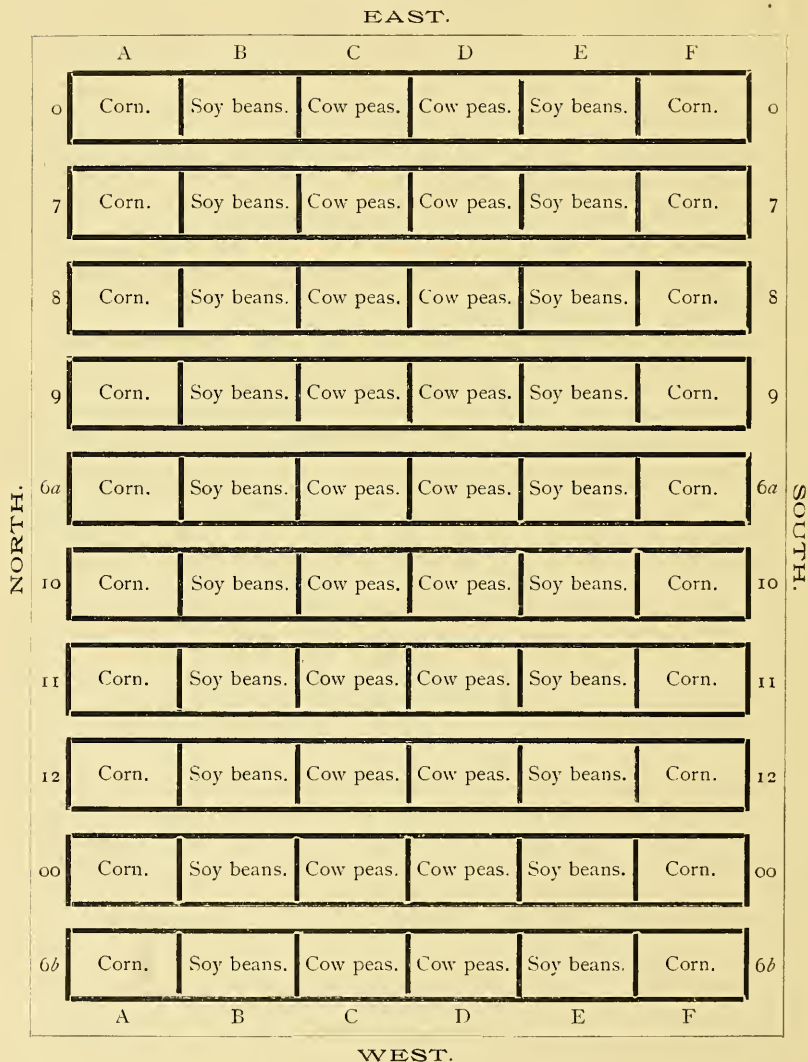 EAST.
A B C D E F
0 Corn. Soy beans. Cow peas. Cow peas. Soy beans. Corn. 0
7 Corn. Soy beans. Cow peas. Cow peas. Soy beans. Corn. 7
8 Corn. Soy beans. Cow peas. Cow peas. Soy beans. Corn. 8
9 Corn. Soy beans. Cow peas. Cow peas. Soy beans. Corn. 9
6a Corn. Soy beans. Cow peas. Cow peas. Soy beans. Corn. 6a
NORTH.
SOUTH.
10 Corn. Soy beans. Cow peas. Cow peas. Soy beans. Corn. 10
11 Corn. Soy beans. Cow peas. Cow peas. Soy beans. Corn. 11
12 Corn. Soy beans. Cow peas. Cow peas. Soy beans. Corn. 12
00 Corn. Soy beans. Cow peas. Cow peas. Soy beans. Corn. 00
6b Corn. Soy beans. Cow peas. Cow peas. Soy beans. Corn. 6b
A B C D E F
WEST.